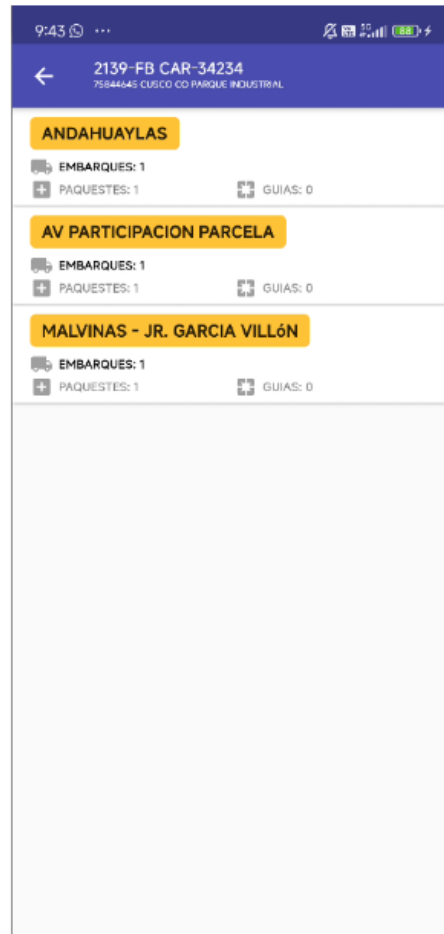 9:43 ...
88
2139-FB CAR-34234
75844645 CUSCO CO PARQUE INDUSTRIAL
ANDAHUAYLAS
EMBARQUES: 1
PAQUESTES: 1 GUIAS: 0
AV PARTICIPACION PARCELA
EMBARQUES: 1
PAQUESTES: 1 GUIAS: 0
MALVINAS - JR. GARCIA VILLóN
EMBARQUES: 1
PAQUESTES: 1 GUIAS: 0